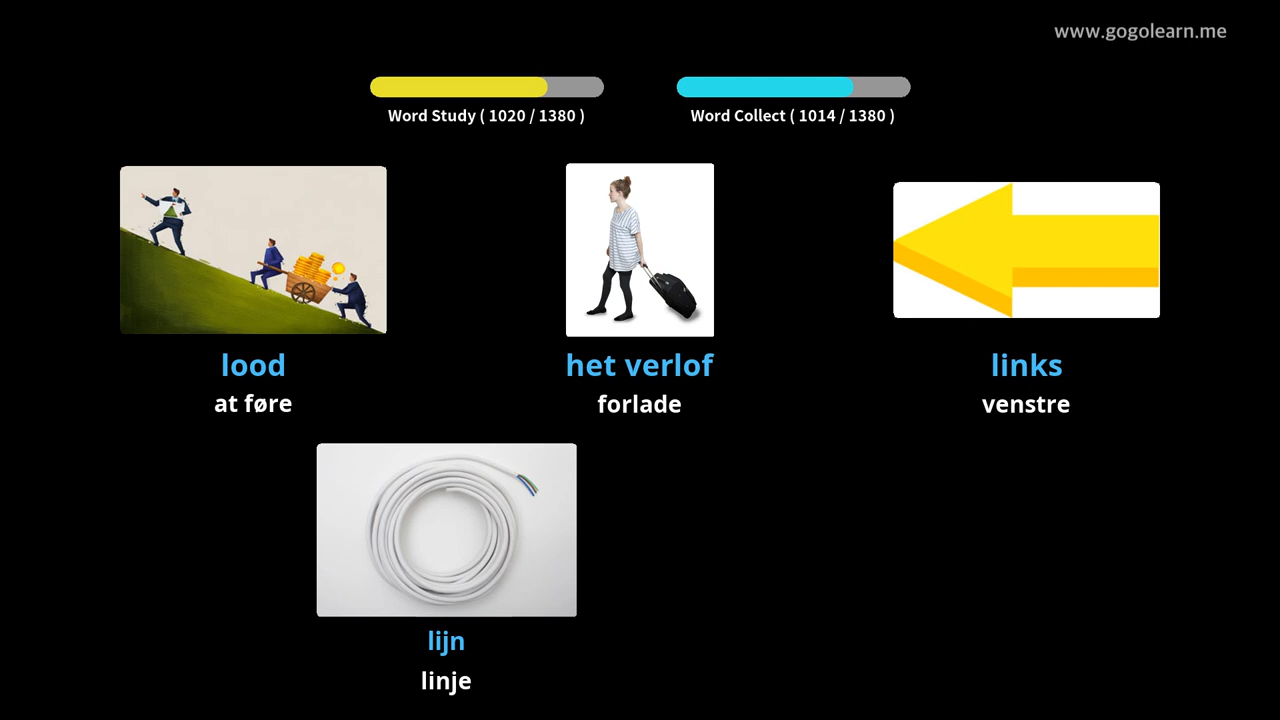 www.gogolearn.me
Word Study ( 1020 / 1380 )
Word Collect ( 1014 / 1380 )
lood
at føre
het verlof
forlade
links
venstre
lijn
linje